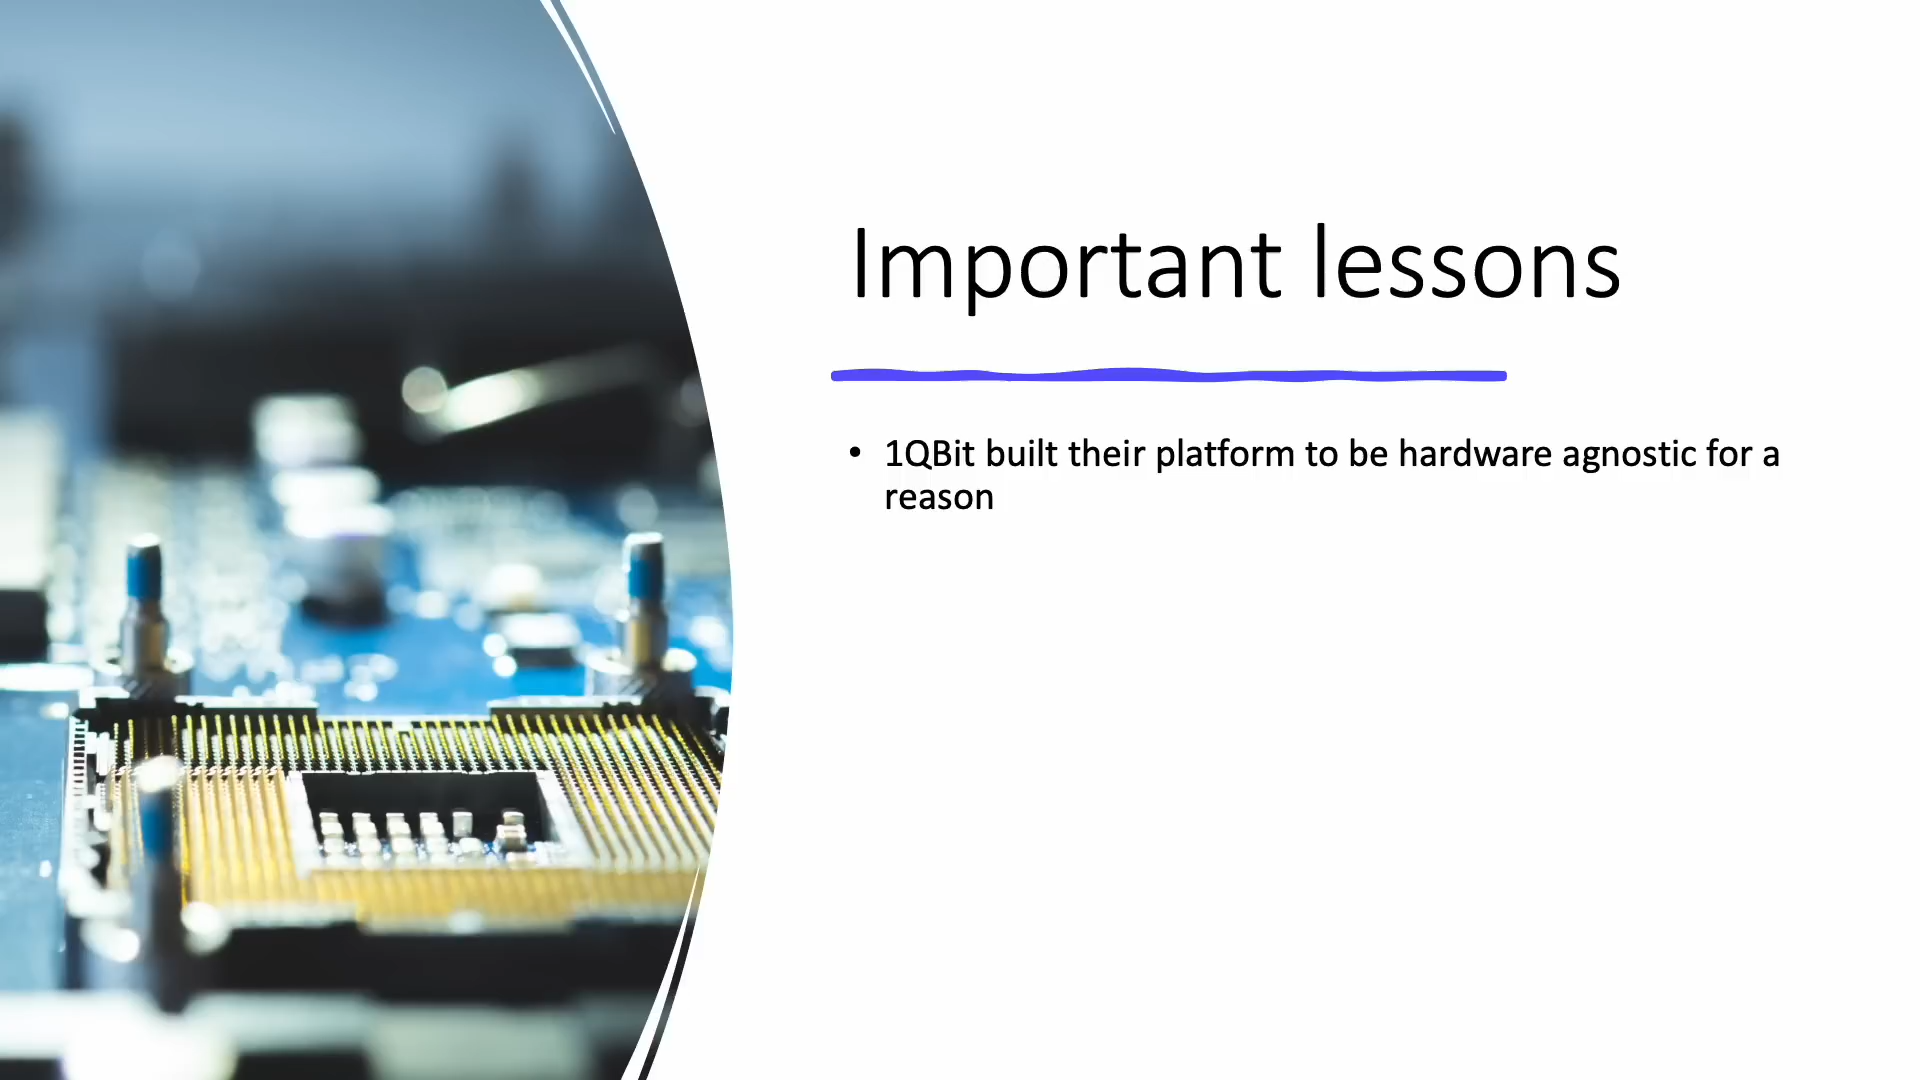 Important lessons
• 1QBit built their platform to be hardware agnostic for a
reason